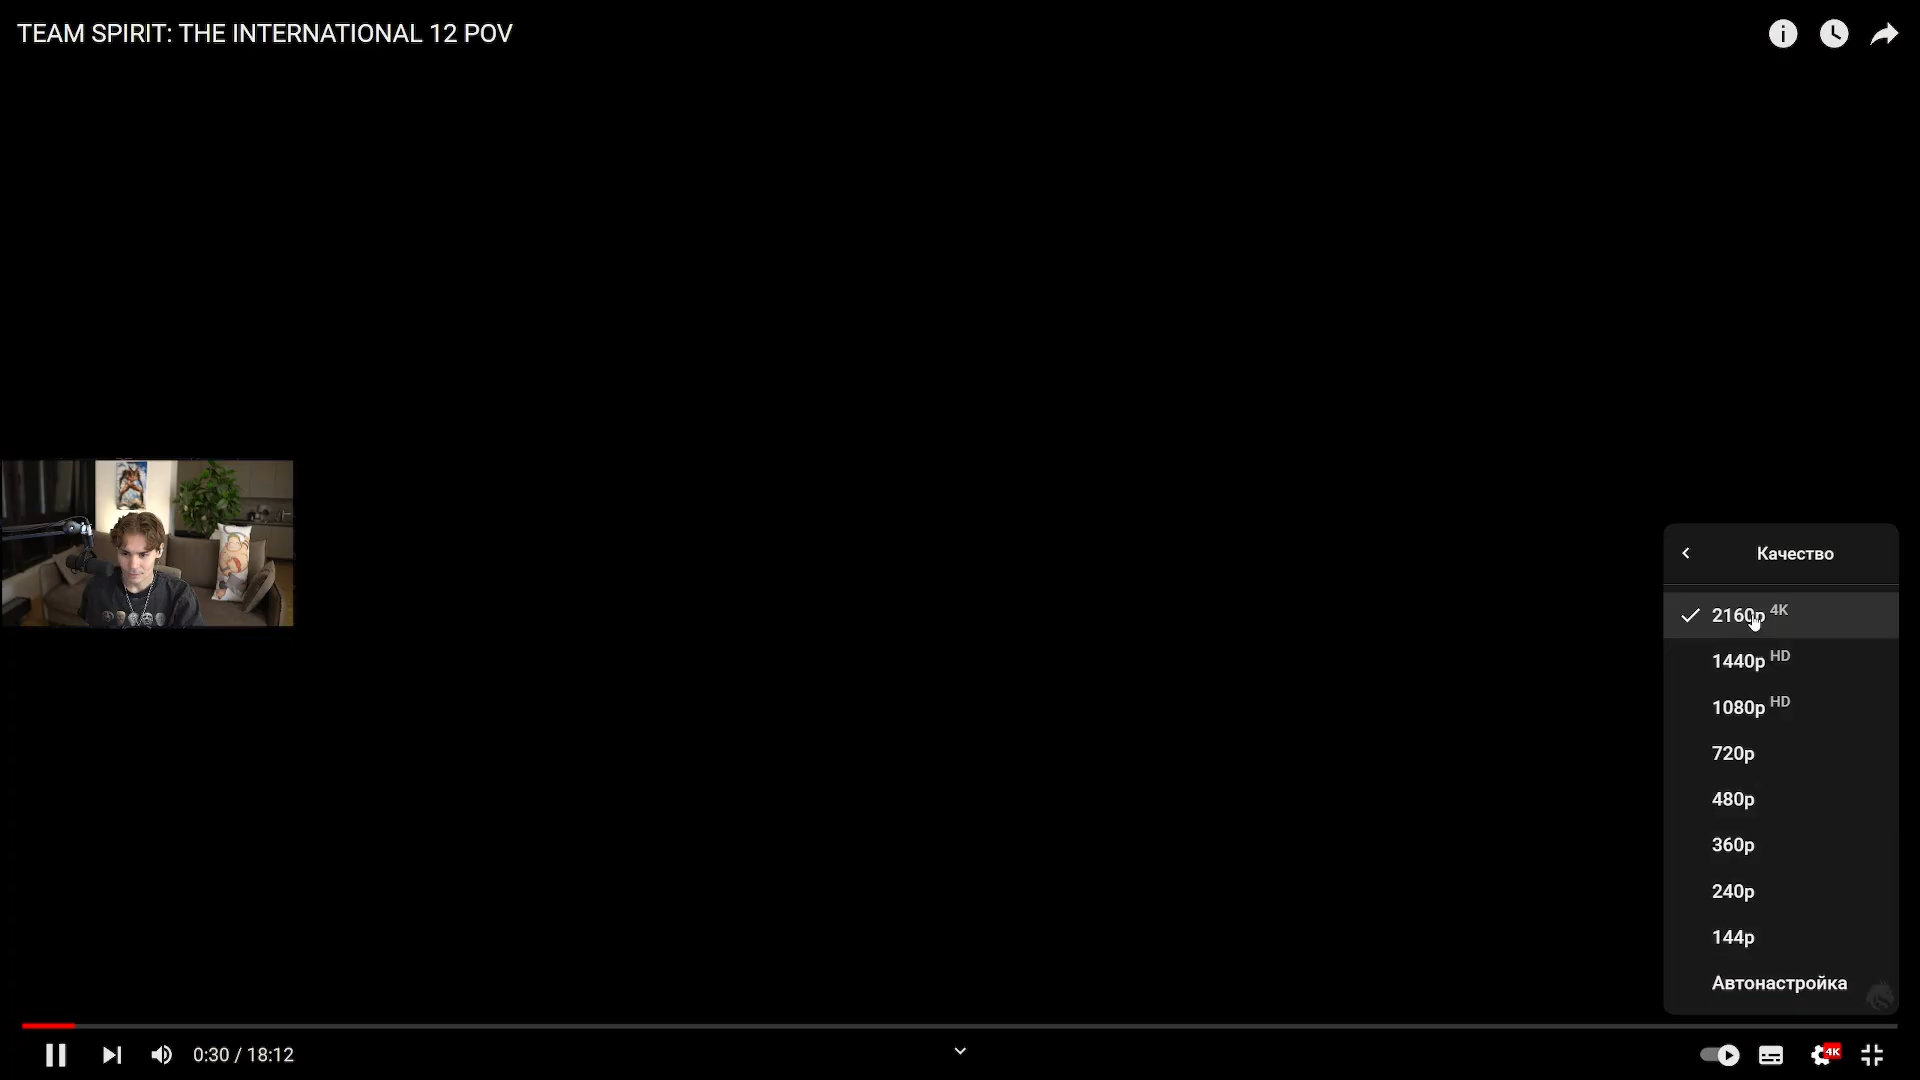 TEAM SPIRIT: THE INTERNATIONAL 12 POV
Качество
2160p 4K
1440p HD
1080p HD
720p
480p
360p
240p
144p
Автонастройка
0:30 / 18:12
4K